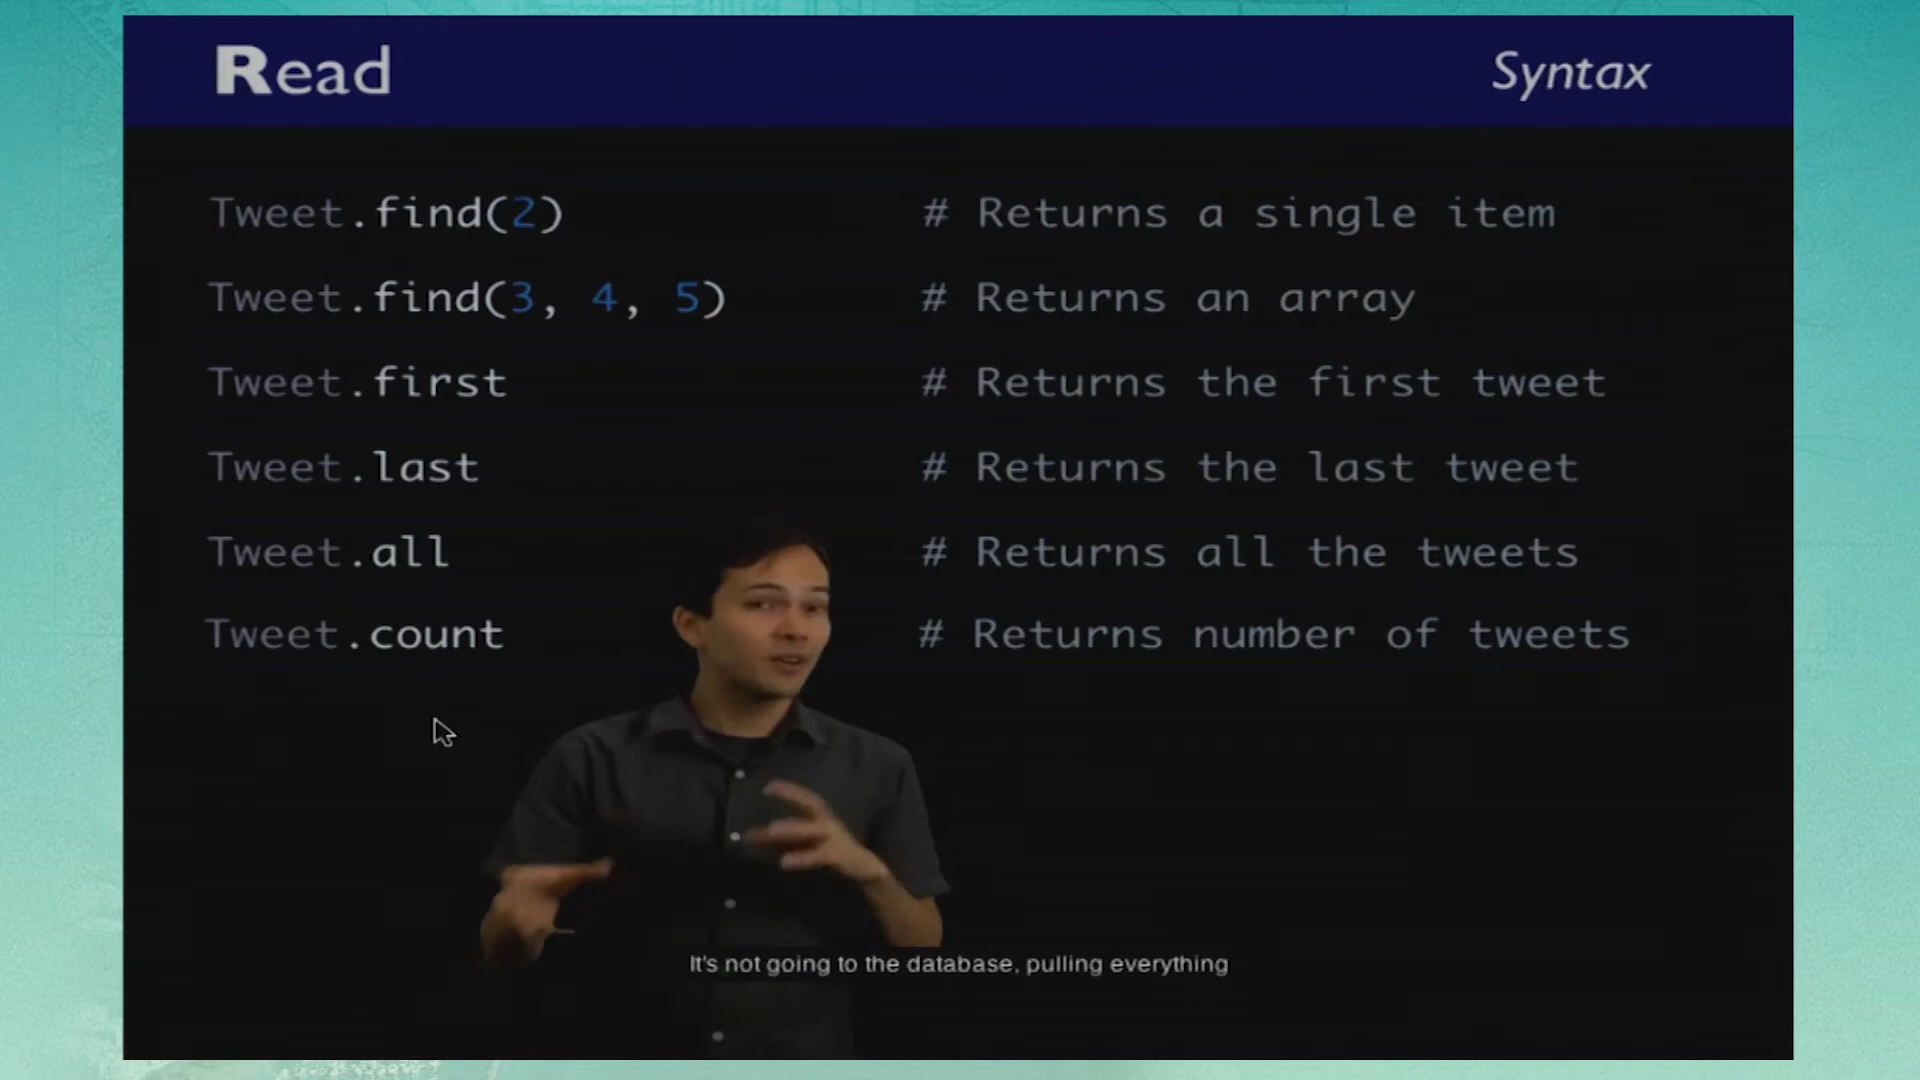 Read Syntax
Tweet.find(2) # Returns a single item
Tweet.find(3, 4, 5) # Returns an array
Tweet.first # Returns the first tweet
Tweet.last # Returns the last tweet
Tweet.all # Returns all the tweets
Tweet.count # Returns number of tweets
It's not going to the database, pulling everything